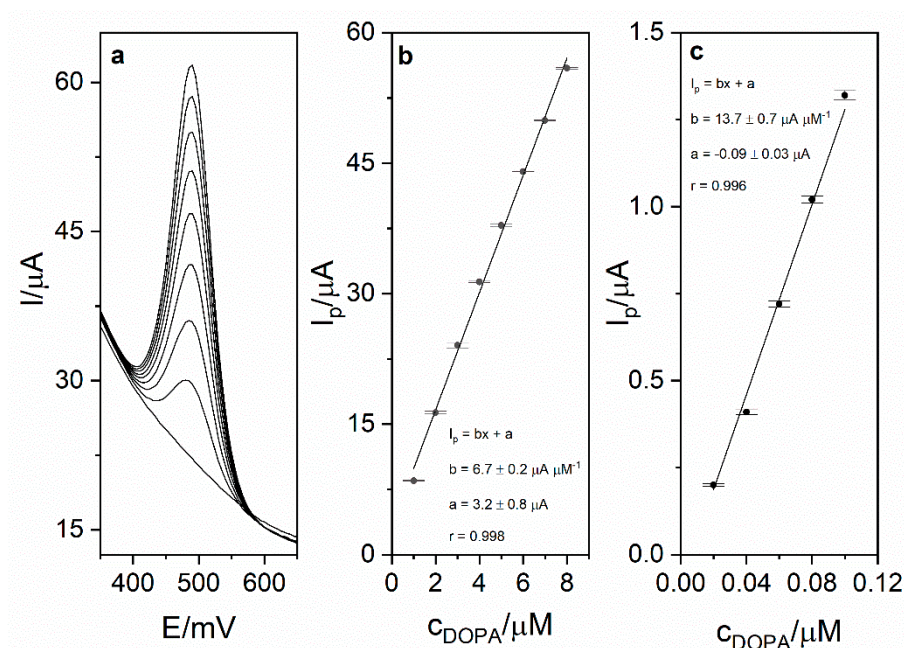 a
60
45
30
15
I/μA
400 500 600
E/mV
b
60
45
30
15
0
Iₚ/μA
Iₚ = bx + a
b = 6.7 ± 0.2 μA μM⁻¹
a = 3.2 ± 0.8 μA
r = 0.998
0 2 4 6 8
c_DOPA/μM
c
1.5
1.0
0.5
0.0
Iₚ/μA
Iₚ = bx + a
b = 13.7 ± 0.7 μA μM⁻¹
a = -0.09 ± 0.03 μA
r = 0.996
0.00 0.04 0.08 0.12
c_DOPA/μM